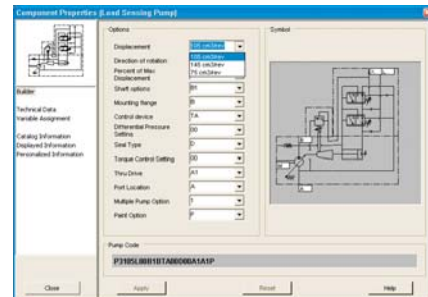 Component Properties (Load Sensing Pump)
Options
Symbol
Displacement
105 cm3/rev
105 cm3/rev
145 cm3/rev
75 cm3/rev
Direction of rotation
Percent of Max
Displacement
Shaft options
B1
Mounting flange
B
Control device
TA
Differential Pressure
Setting
00
Seal Type
D
Torque Control Setting
00
Thru Drive
A1
Port Location
A
Multiple Pump Option
1
Paint Option
P
Builder
Technical Data
Variable Assignment
Catalog Information
Displayed Information
Personalized Information
Pump Code
Close
Apply
Reset
Help